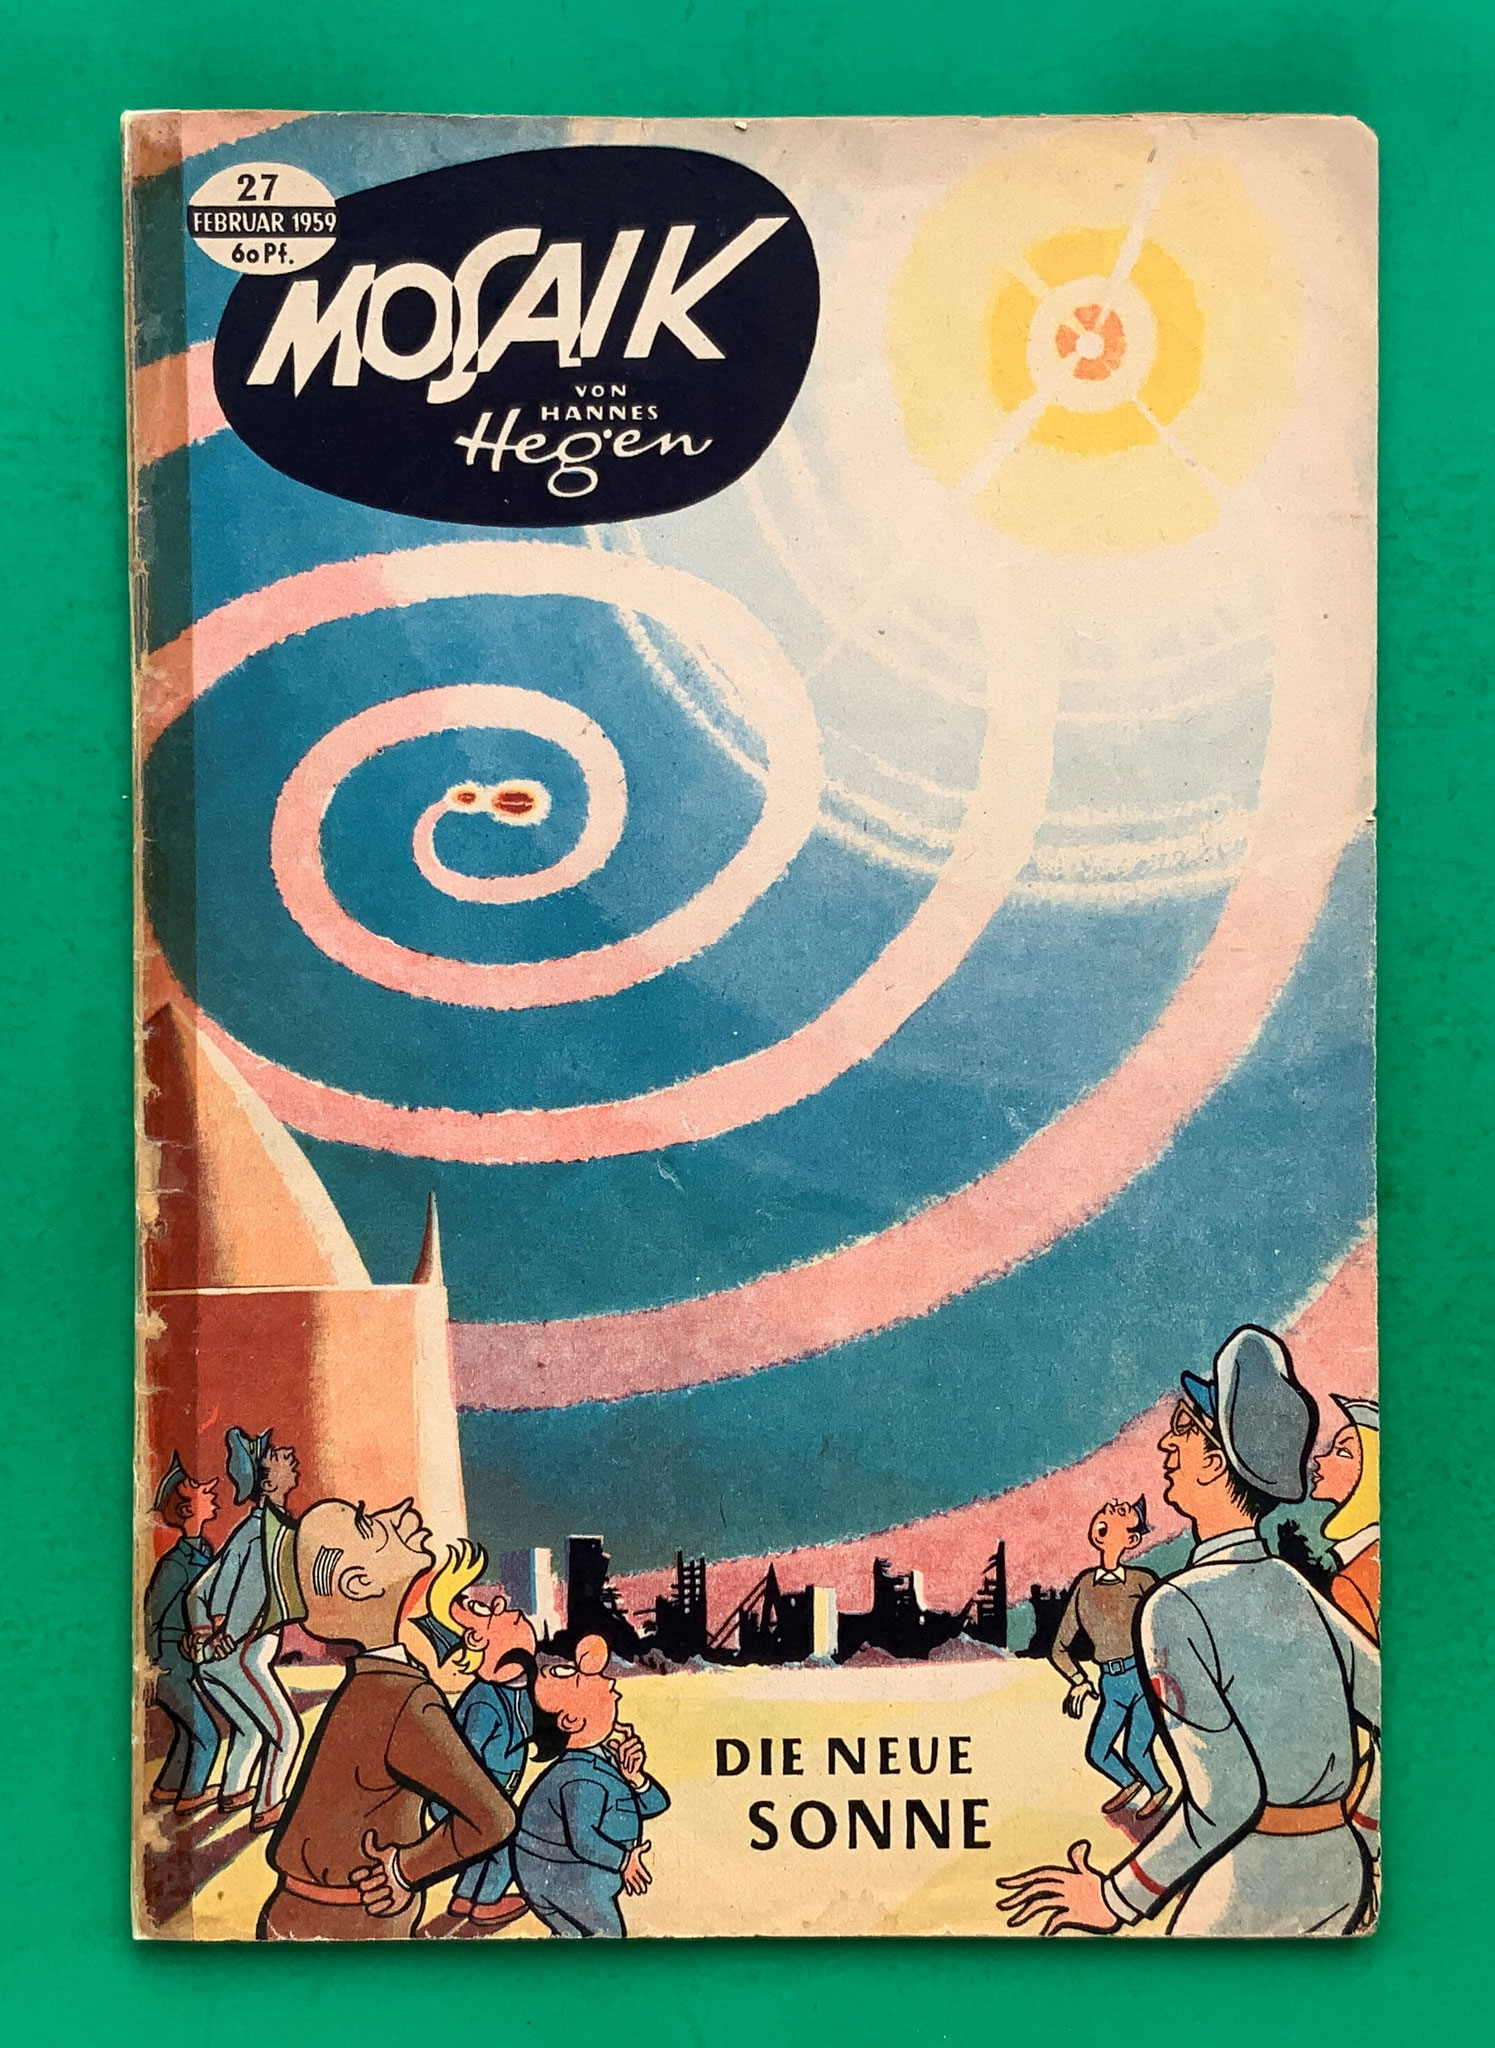 27
FEBRUAR 1959
60 Pf.
MOSAIK
VON
HANNES
Hegen
DIE NEUE
SONNE